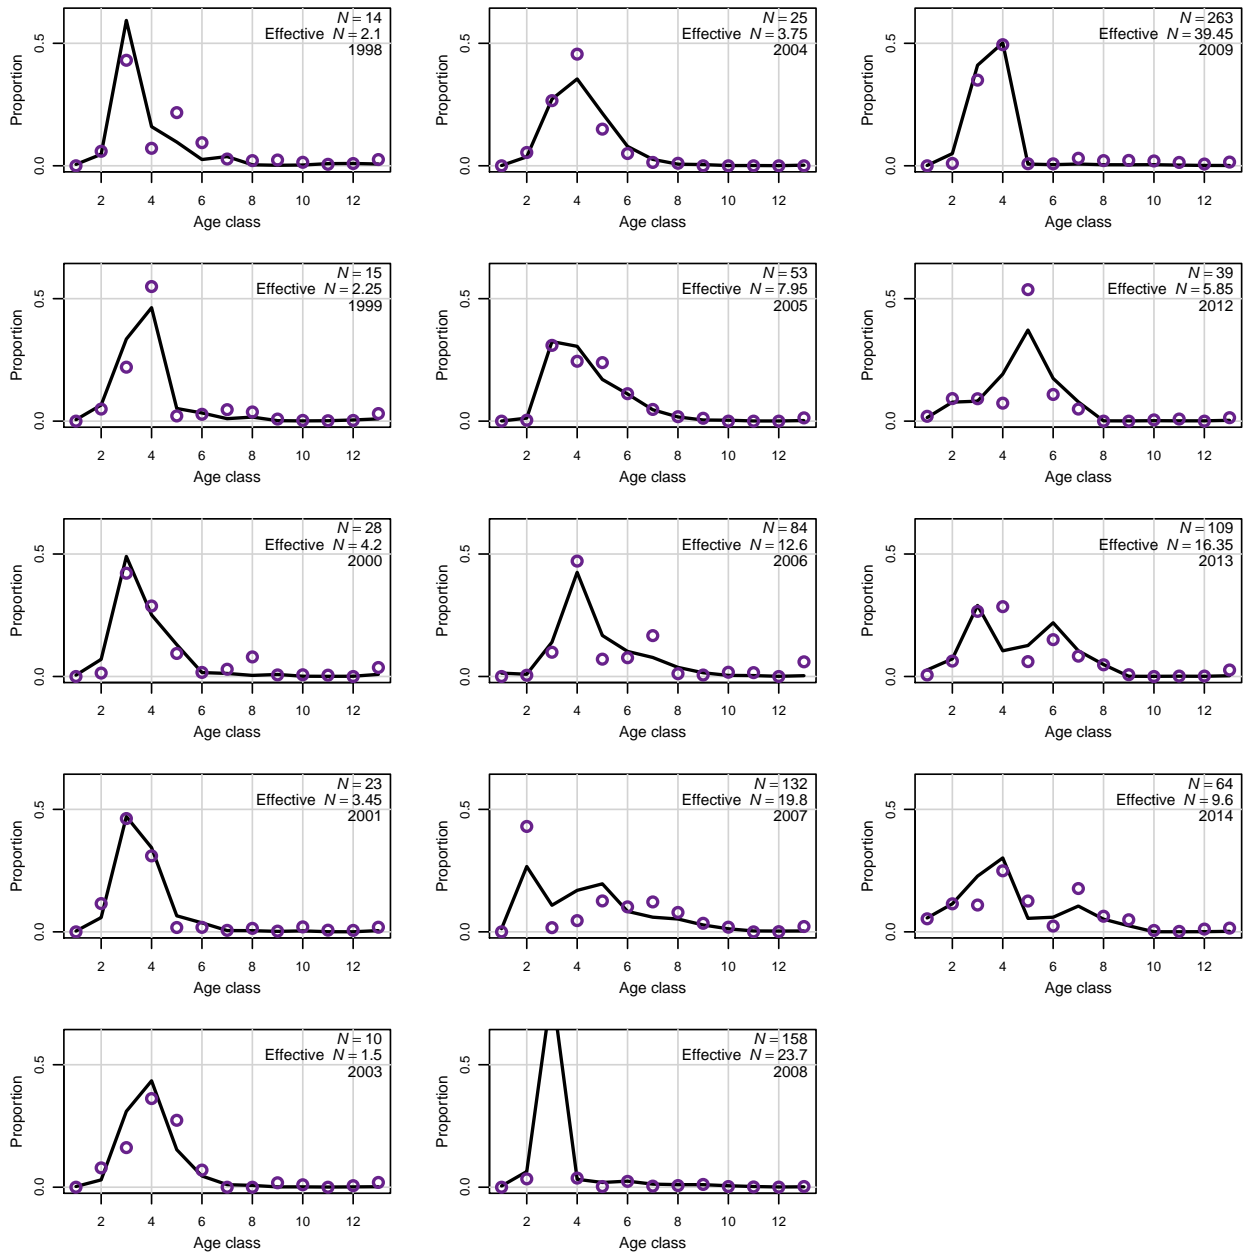 N = 14
Effective N = 2.1
1998
0.5
0.0
Proportion
2 4 6 8 10 12
Age class
N = 25
Effective N = 3.75
2004
0.5
0.0
Proportion
2 4 6 8 10 12
Age class
N = 263
Effective N = 39.45
2009
0.5
0.0
Proportion
2 4 6 8 10 12
Age class
N = 15
Effective N = 2.25
1999
0.5
0.0
Proportion
2 4 6 8 10 12
Age class
N = 53
Effective N = 7.95
2005
0.5
0.0
Proportion
2 4 6 8 10 12
Age class
N = 39
Effective N = 5.85
2012
0.5
0.0
Proportion
2 4 6 8 10 12
Age class
N = 28
Effective N = 4.2
2000
0.5
0.0
Proportion
2 4 6 8 10 12
Age class
N = 84
Effective N = 12.6
2006
0.5
0.0
Proportion
2 4 6 8 10 12
Age class
N = 109
Effective N = 16.35
2013
0.5
0.0
Proportion
2 4 6 8 10 12
Age class
N = 23
Effective N = 3.45
2001
0.5
0.0
Proportion
2 4 6 8 10 12
Age class
N = 132
Effective N = 19.8
2007
0.5
0.0
Proportion
2 4 6 8 10 12
Age class
N = 64
Effective N = 9.6
2014
0.5
0.0
Proportion
2 4 6 8 10 12
Age class
N = 10
Effective N = 1.5
2003
0.5
0.0
Proportion
2 4 6 8 10 12
Age class
N = 158
Effective N = 23.7
2008
0.5
0.0
Proportion
2 4 6 8 10 12
Age class